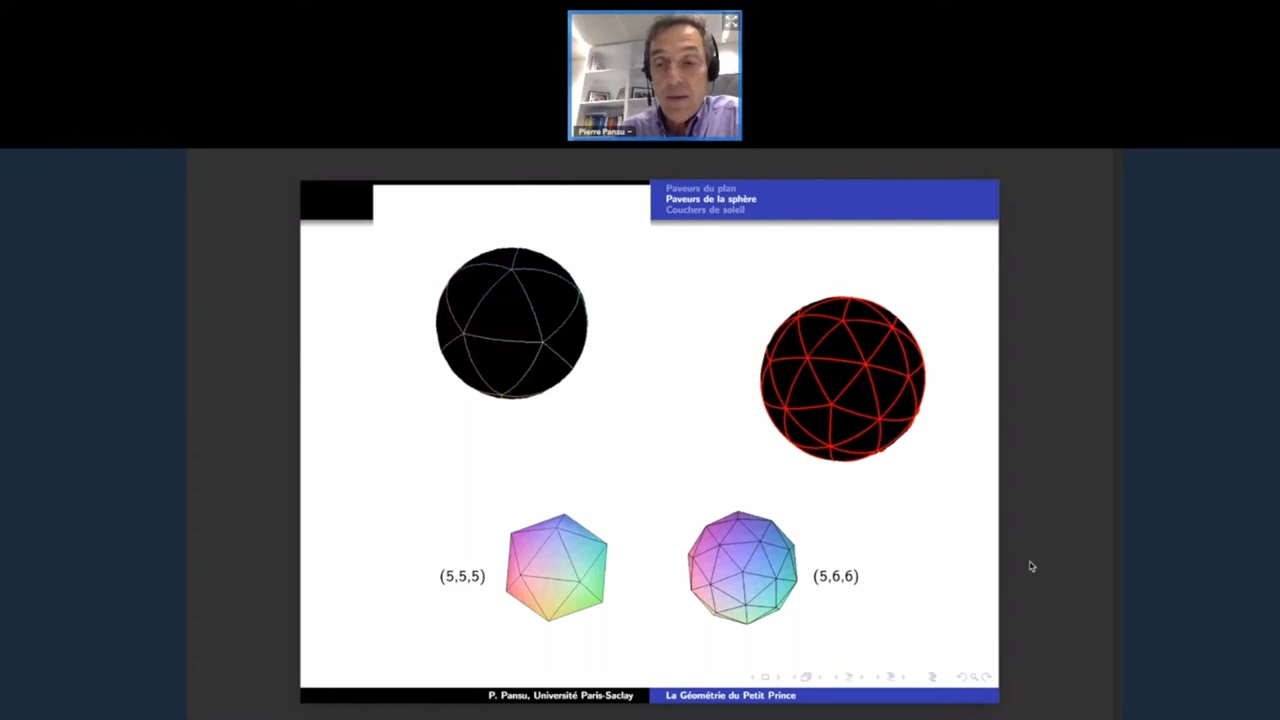 Pierre Pansu
Paveurs du plan
Paveurs de la sphère
Couchers de soleil
(5,5,5)
(5,6,6)
P. Pansu, Université Paris-Saclay
La Géométrie du Petit Prince